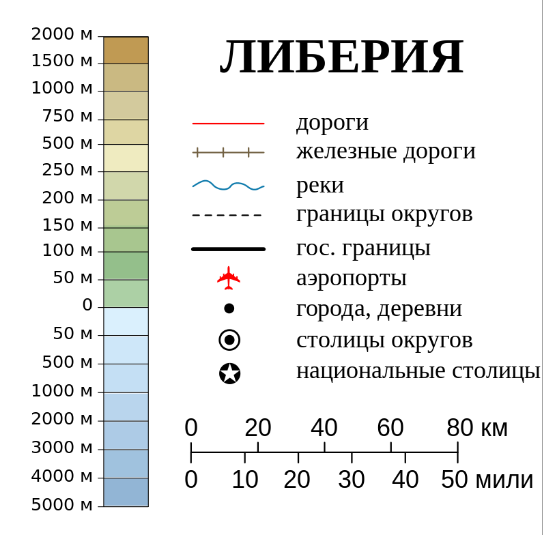 2000 м
1500 м
1000 м
750 м
500 м
250 м
200 м
150 м
100 м
50 м
0
50 м
500 м
1000 м
2000 м
3000 м
4000 м
5000 м
ЛИБЕРИЯ
дороги
железные дороги
реки
границы округов
гос. границы
аэропорты
города, деревни
столицы округов
национальные столицы
0 20 40 60 80 км
0 10 20 30 40 50 мили